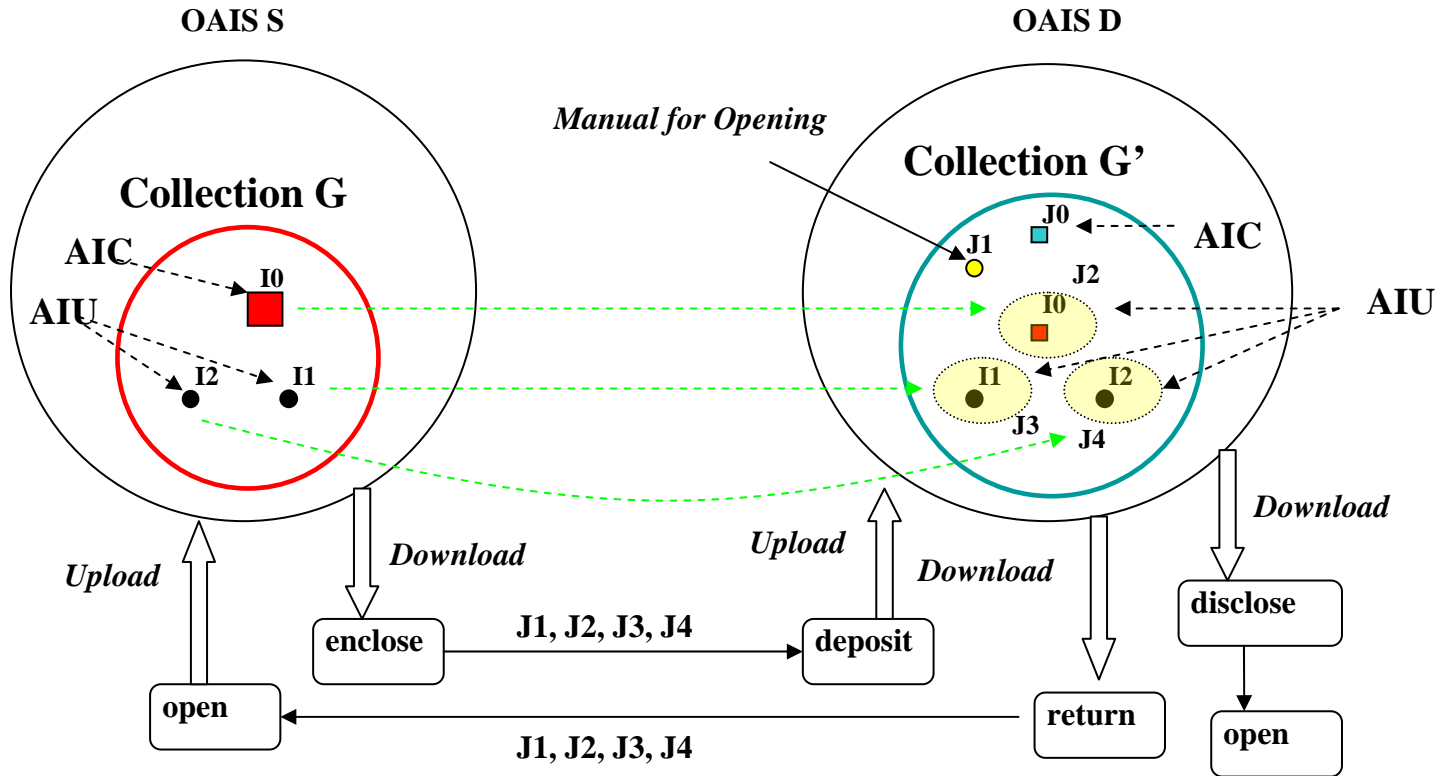 OAIS S
OAIS D
Manual for Opening
Collection G
Collection G’
J0
J1
AIC
AIC
I0
J2
AIU
I0
AIU
I2
I1
I1
I2
J3
J4
Upload
Download
Upload
Download
Download
enclose
J1, J2, J3, J4
deposit
disclose
open
J1, J2, J3, J4
return
open